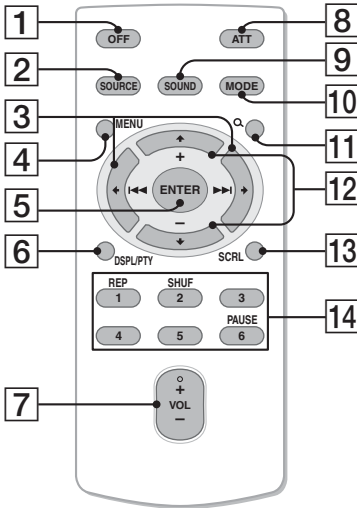 1 OFF ATT 8
2 SOURCE SOUND MODE 9
10
3 MENU
4 11
+
5 ENTER 12
−
6 DSPL/PTY SCRL 13
REP SHUF
1 2 3
PAUSE 14
4 5 6
7 +
VOL
−